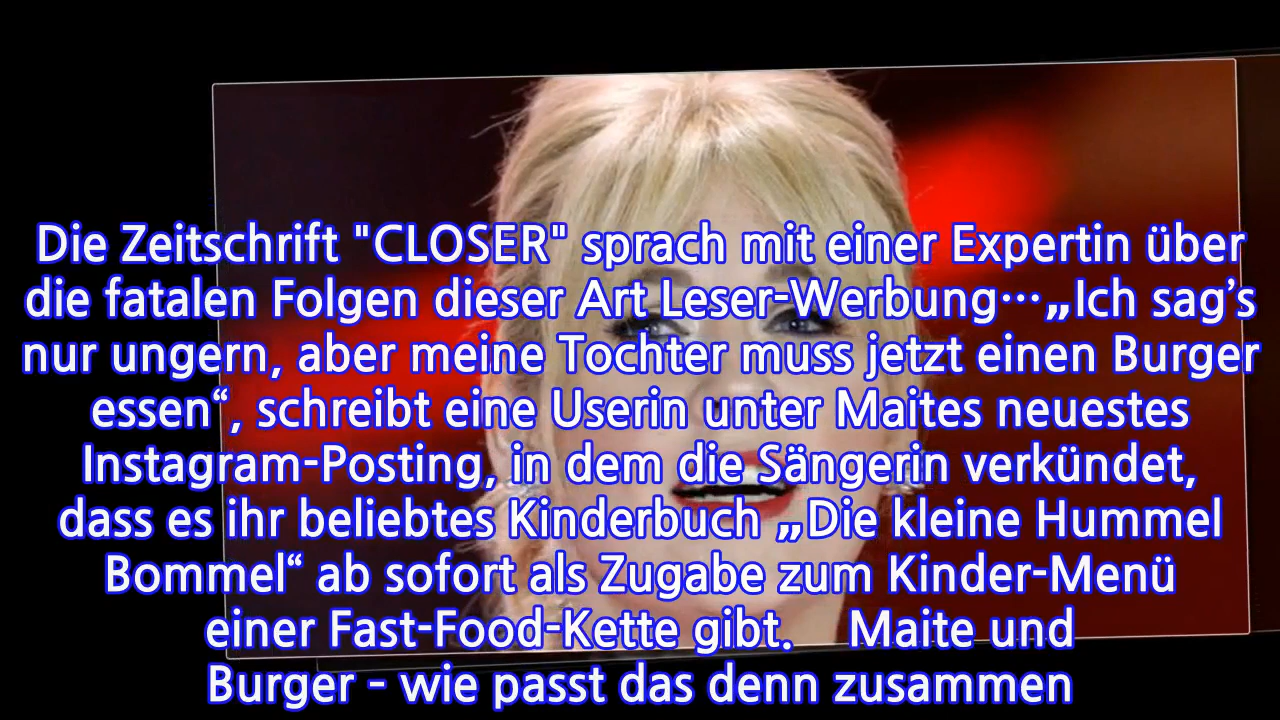 Die Zeitschrift "CLOSER" sprach mit einer Expertin über
die fatalen Folgen dieser Art Leser-Werbung…„Ich sag’s
nur ungern, aber meine Tochter muss jetzt einen Burger
essen“, schreibt eine Userin unter Maites neuestes
Instagram-Posting, in dem die Sängerin verkündet,
dass es ihr beliebtes Kinderbuch „Die kleine Hummel
Bommel“ ab sofort als Zugabe zum Kinder-Menü
einer Fast-Food-Kette gibt.    Maite und
Burger - wie passt das denn zusammen